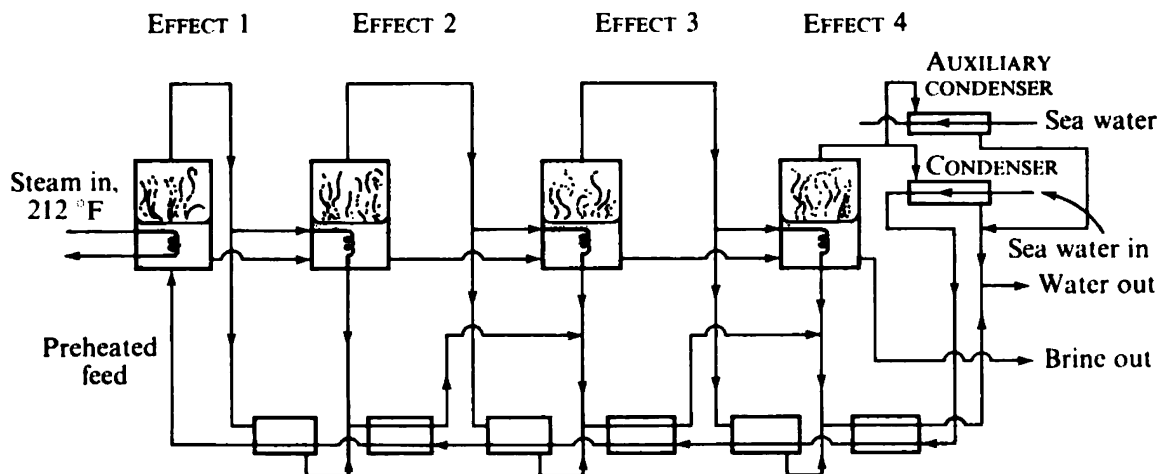 EFFECT 1
EFFECT 2
EFFECT 3
EFFECT 4
AUXILIARY
CONDENSER
Sea water
CONDENSER
Steam in,
212 °F
Sea water in
Water out
Preheated
feed
Brine out